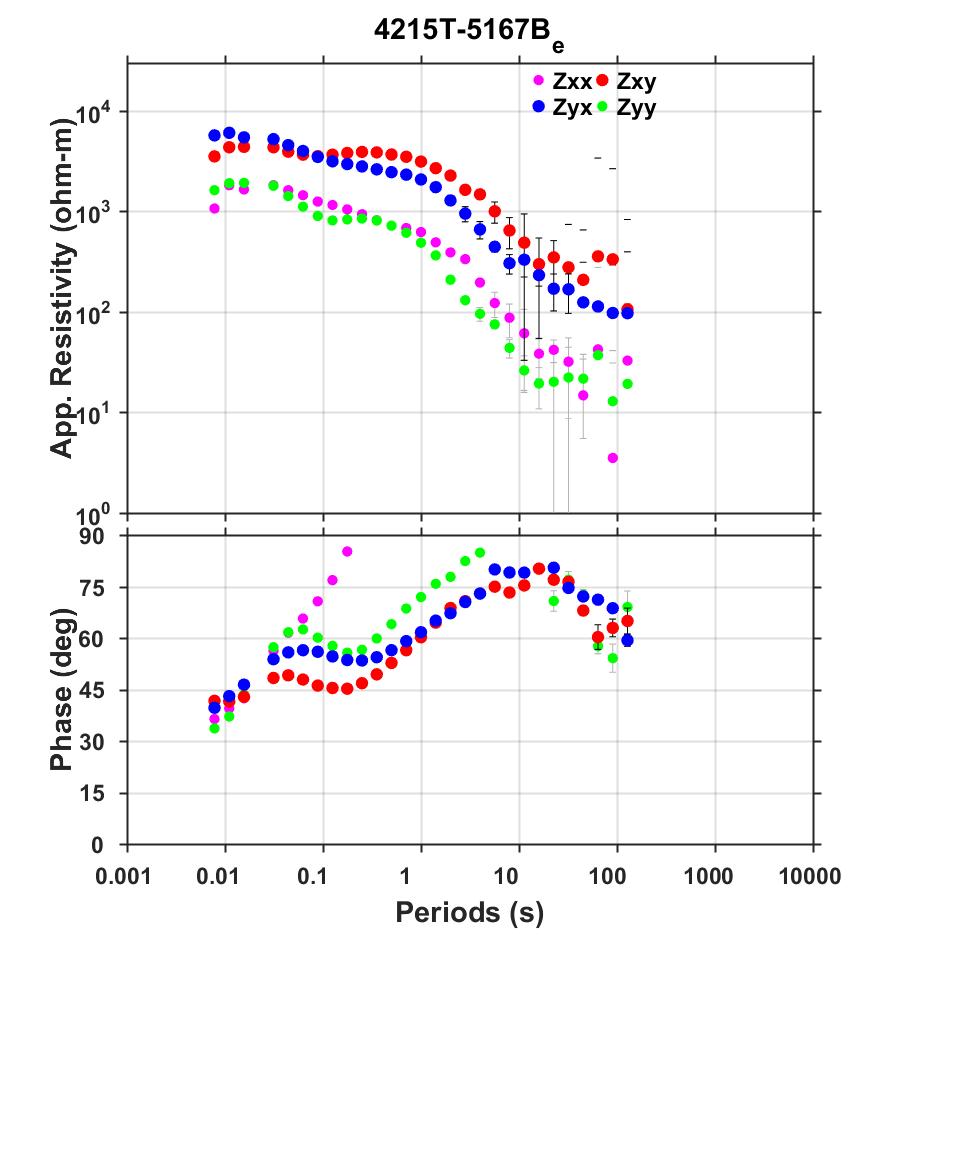 4215T-5167Be
Zxx Zxy
Zyx Zyy
App. Resistivity (ohm-m)
10^4
10^3
10^2
10^1
10^0
Phase (deg)
90
75
60
45
30
15
0
0.001 0.01 0.1 1 10 100 1000 10000
Periods (s)